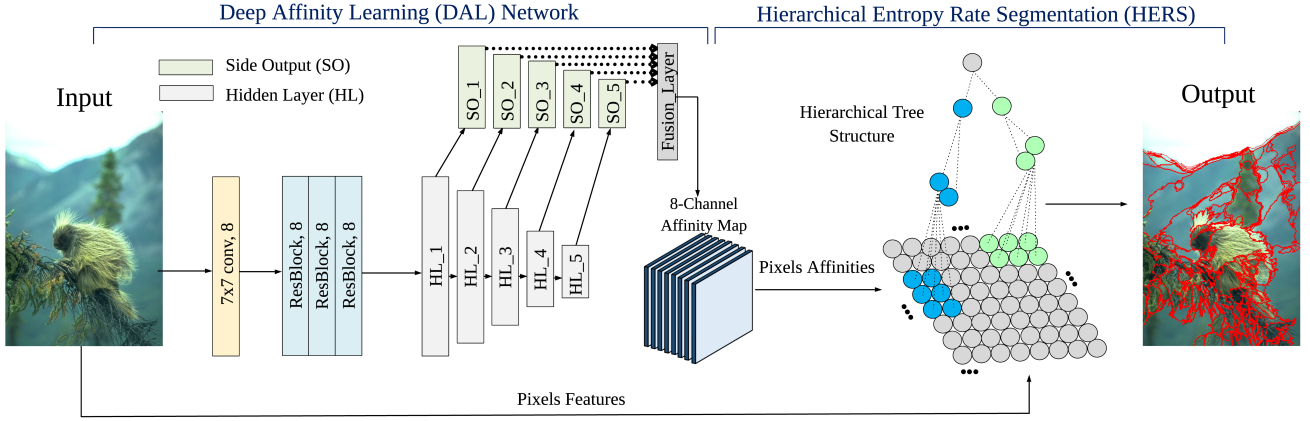 Deep Affinity Learning (DAL) Network
Hierarchical Entropy Rate Segmentation (HERS)
Side Output (SO)
Hidden Layer (HL)
Input
Output
SO_1
SO_2
SO_3
SO_4
SO_5
Fusion_Layer
Hierarchical Tree
Structure
7x7 conv, 8
ResBlock, 8
ResBlock, 8
ResBlock, 8
HL_1
HL_2
HL_3
HL_4
HL_5
8-Channel
Affinity Map
Pixels Affinities
Pixels Features